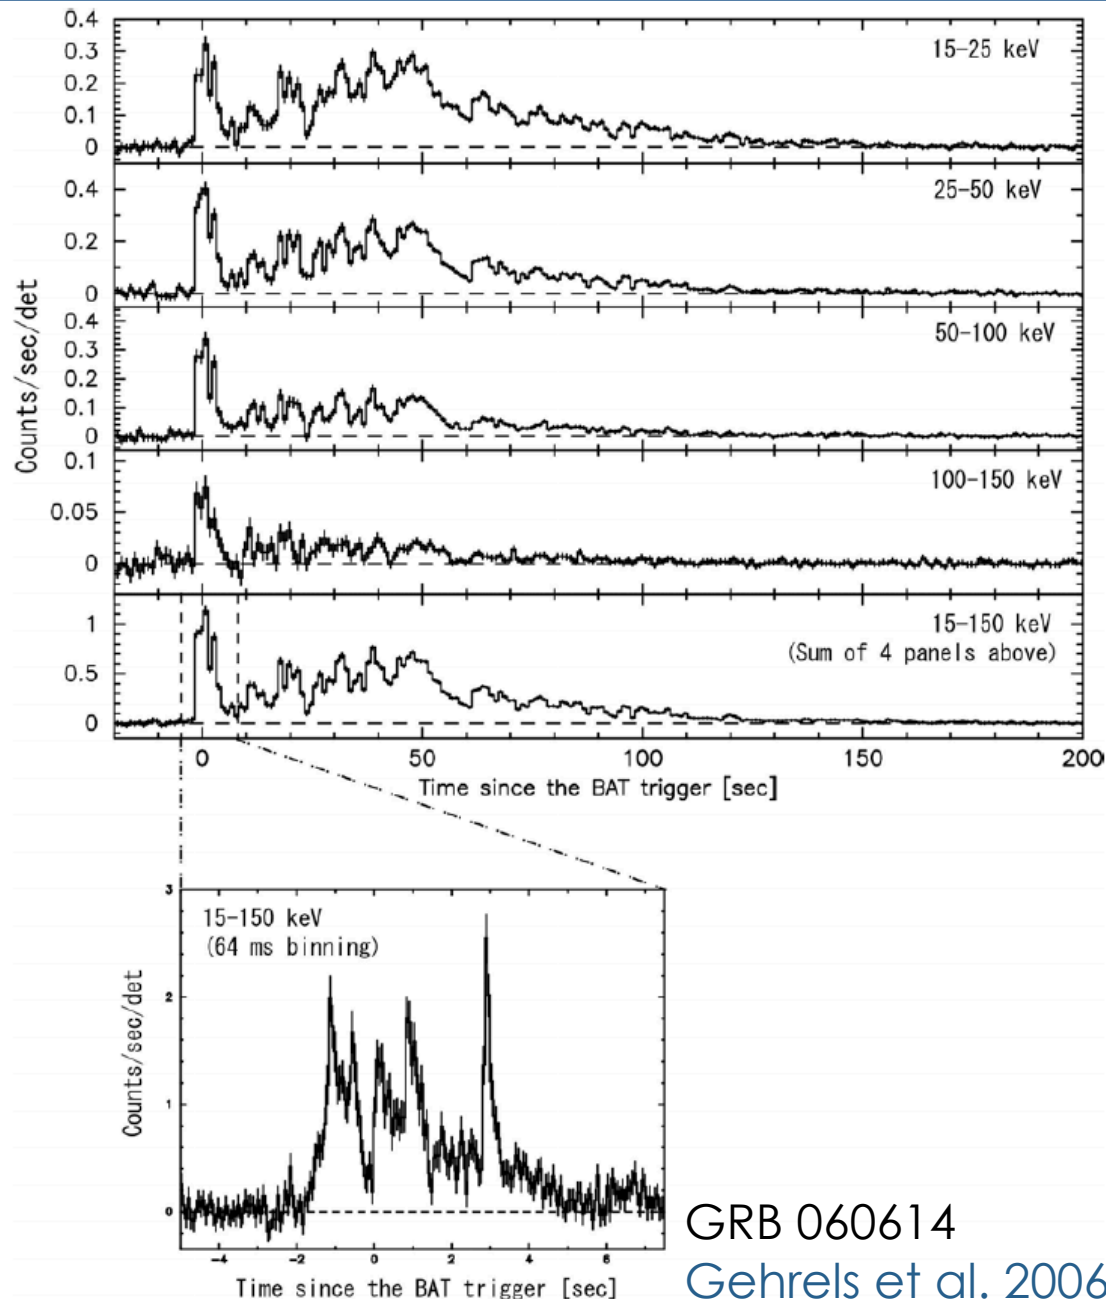 0.4
15-25 keV
0.3
0.2
0.1
0
25-50 keV
0.4
0.2
0
Counts/sec/det
0.4
50-100 keV
0.3
0.2
0.1
0
0.1
100-150 keV
0.05
0
15-150 keV
1
(Sum of 4 panels above)
0.5
0
0 50 100 150 200
Time since the BAT trigger [sec]
3
15-150 keV
(64 ms binning)
2
Counts/sec/det
1
0
-4 -2 0 2 4 6
Time since the BAT trigger [sec]
GRB 060614
Gehrels et al. 2006